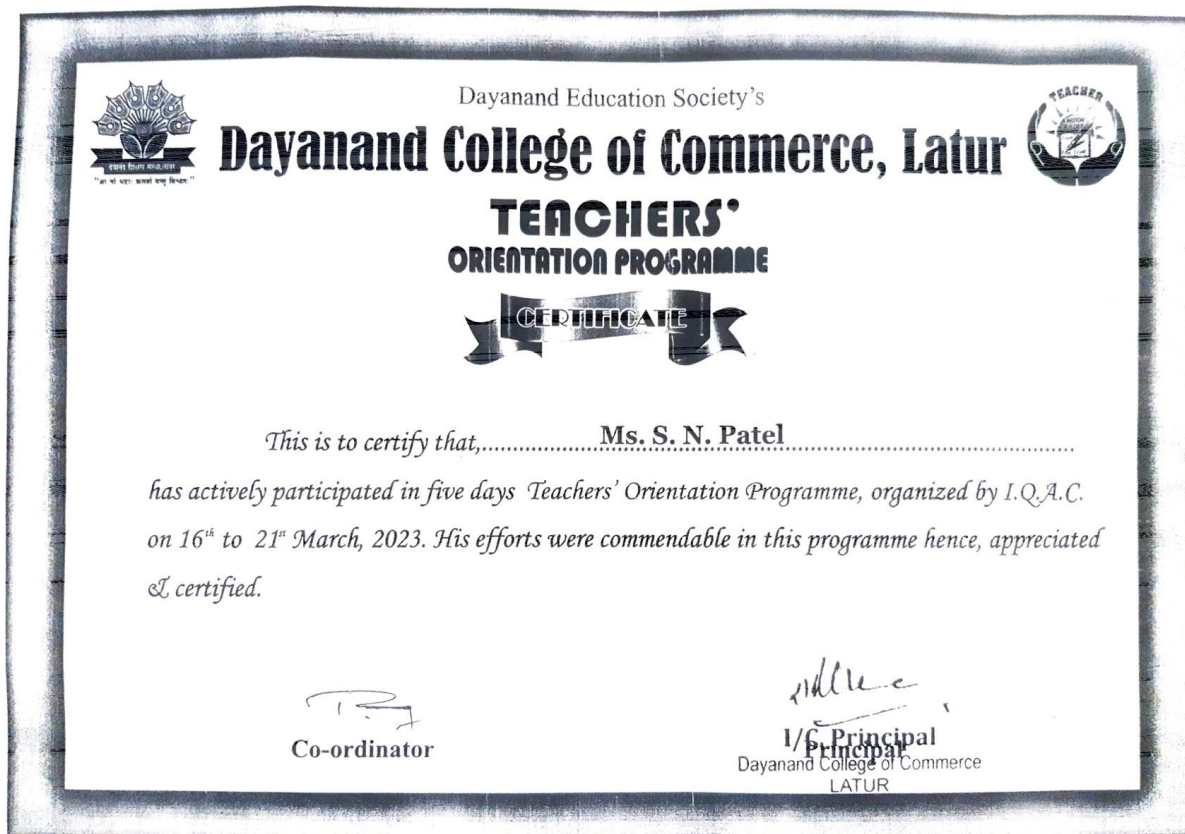 Dayanand Education Society's
Dayanand College of Commerce, Latur
TEACHER
TEACHERS'
ORIENTATION PROGRAMME
CERTIFICATE
This is to certify that,.......... Ms. S. N. Patel ..........
has actively participated in five days Teachers' Orientation Programme, organized by I.Q.A.C.
on 16th to 21st March, 2023. His efforts were commendable in this programme hence, appreciated
& certified.
Co-ordinator
I/C. Principal
Principal
Dayanand College of Commerce
LATUR